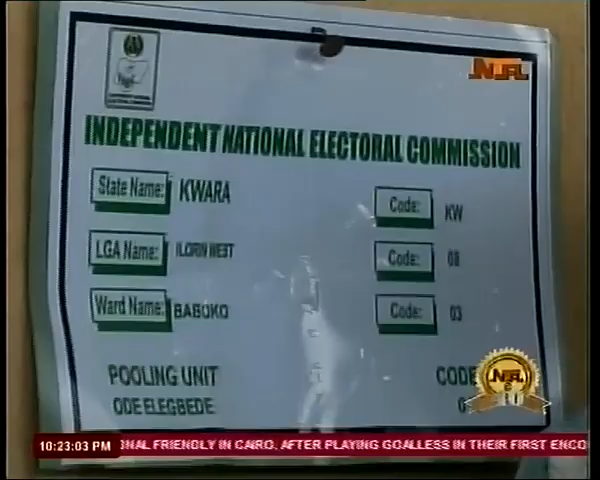 NTA
INDEPENDENT NATIONAL ELECTORAL COMMISSION
State Name: KWARA Code: KW
LGA Name: ILORIN WEST Code: 08
Ward Name: BABOKO Code: 03
POOLING UNIT CODE
ODE ELEGBEDE
10:23:03 PM NAL FRIENDLY IN CAIRO. AFTER PLAYING GOALLESS IN THEIR FIRST ENCO